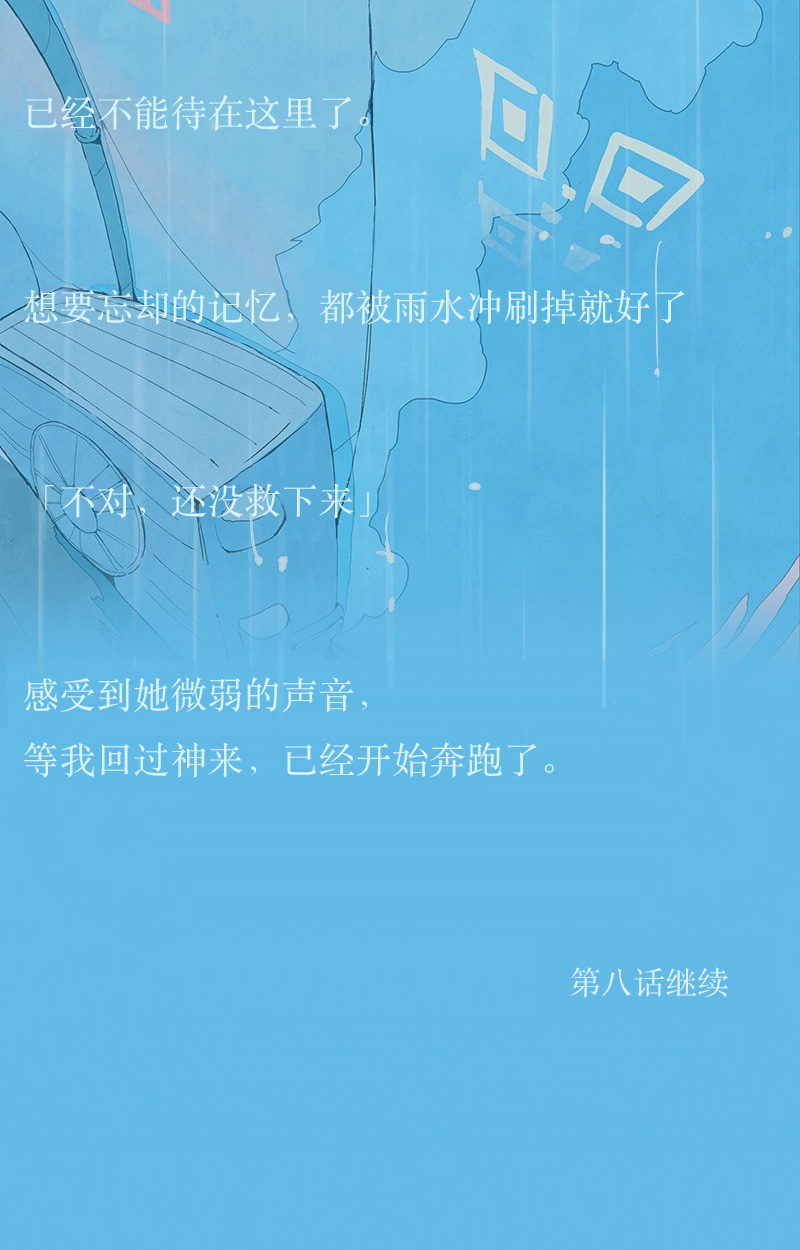 已经不能待在这里了。
想要忘却的记忆，都被雨水冲刷掉就好了
「不对，还没救下来」
感受到她微弱的声音，
等我回过神来，已经开始奔跑了。
第八话继续